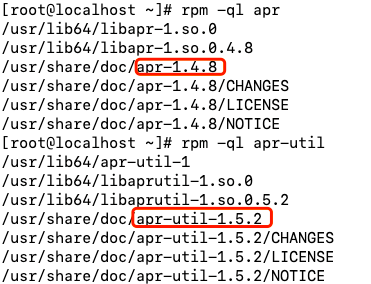 [root@localhost ~]# rpm -ql apr
/usr/lib64/libapr-1.so.0
/usr/lib64/libapr-1.so.0.4.8
/usr/share/doc/apr-1.4.8
/usr/share/doc/apr-1.4.8/CHANGES
/usr/share/doc/apr-1.4.8/LICENSE
/usr/share/doc/apr-1.4.8/NOTICE
[root@localhost ~]# rpm -ql apr-util
/usr/lib64/apr-util-1
/usr/lib64/libaprutil-1.so.0
/usr/lib64/libaprutil-1.so.0.5.2
/usr/share/doc/apr-util-1.5.2
/usr/share/doc/apr-util-1.5.2/CHANGES
/usr/share/doc/apr-util-1.5.2/LICENSE
/usr/share/doc/apr-util-1.5.2/NOTICE